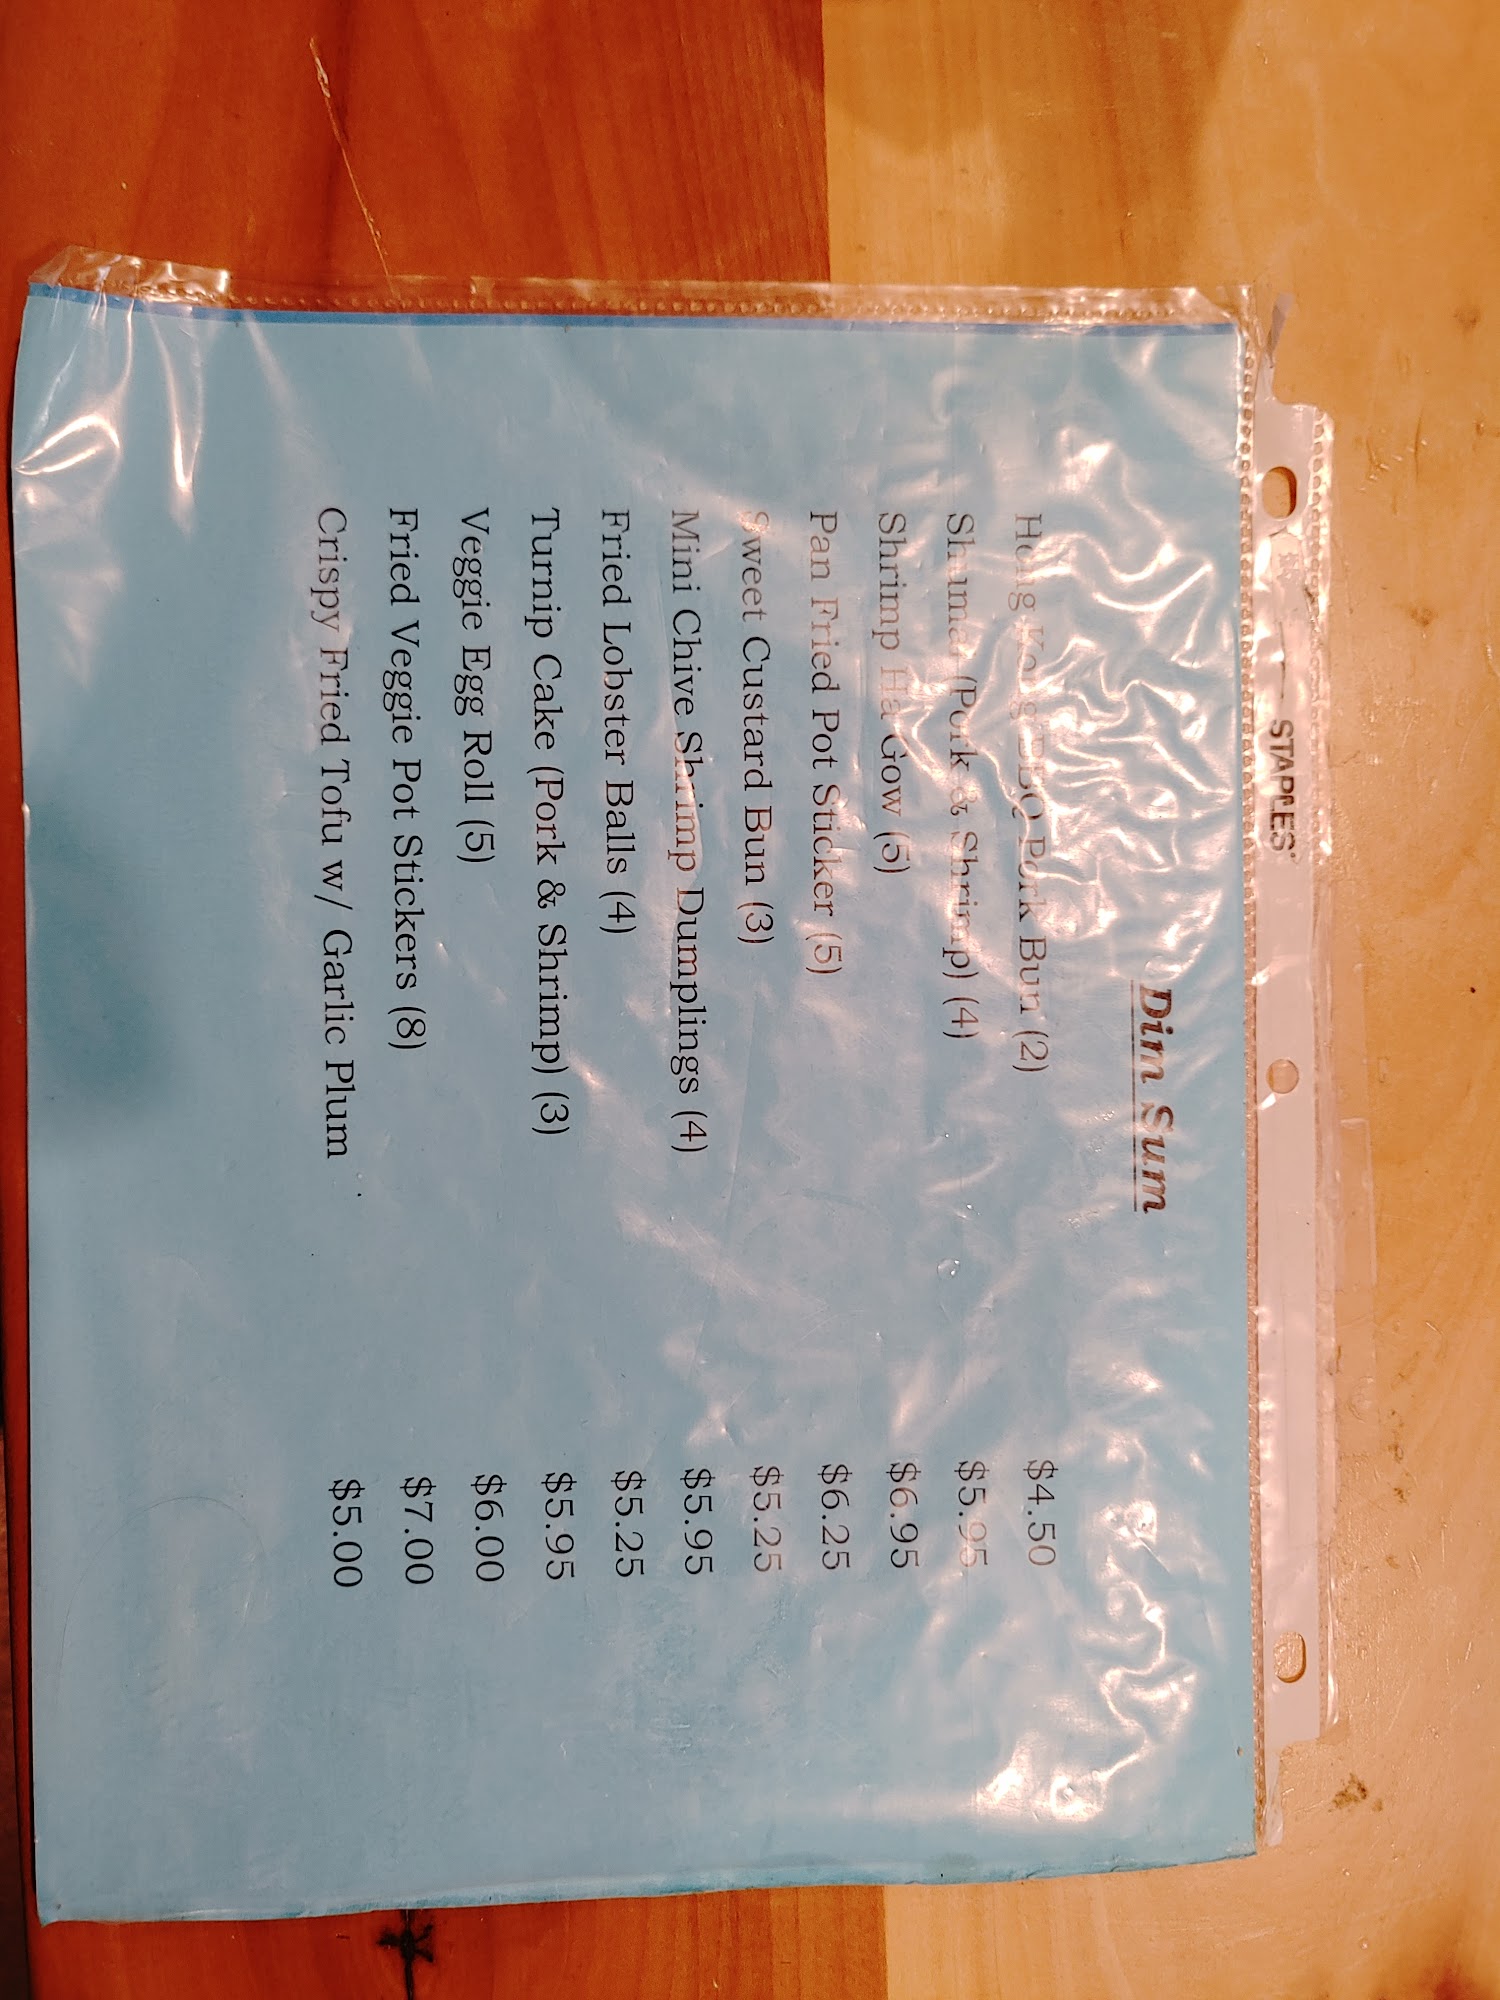 STAPLES
Dim Sum
Hong Kong BBQ Pork Bun (2) $4.50
Shumai (Pork & Shrimp) (4) $5.95
Shrimp Ha Gow (5) $6.95
Pan Fried Pot Sticker (5) $6.25
Sweet Custard Bun (3) $5.25
Mini Chive Shrimp Dumplings (4) $5.95
Fried Lobster Balls (4) $5.25
Turnip Cake (Pork & Shrimp) (3) $5.95
Veggie Egg Roll (5) $6.00
Fried Veggie Pot Stickers (8) $7.00
Crispy Fried Tofu w/ Garlic Plum $5.00